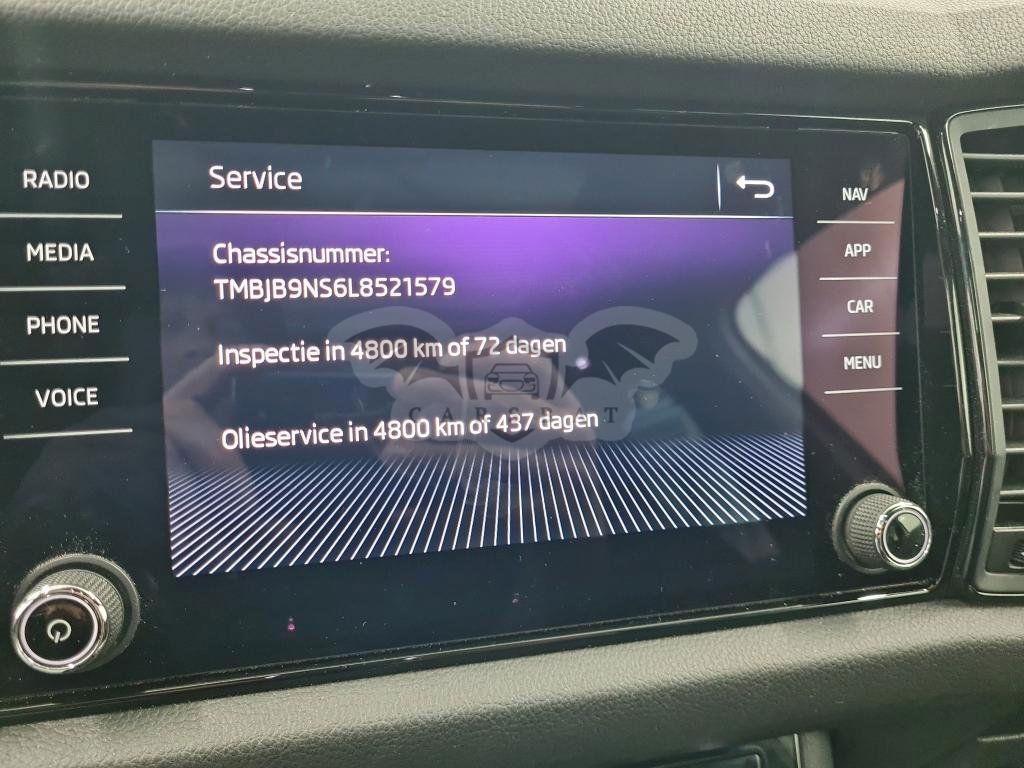 Service
RADIO
MEDIA
PHONE
VOICE
Chassisnummer:
TMBJB9NS6L8521579
Inspectie in 4800 km of 72 dagen
Olieservice in 4800 km of 437 dagen
NAV
APP
CAR
MENU